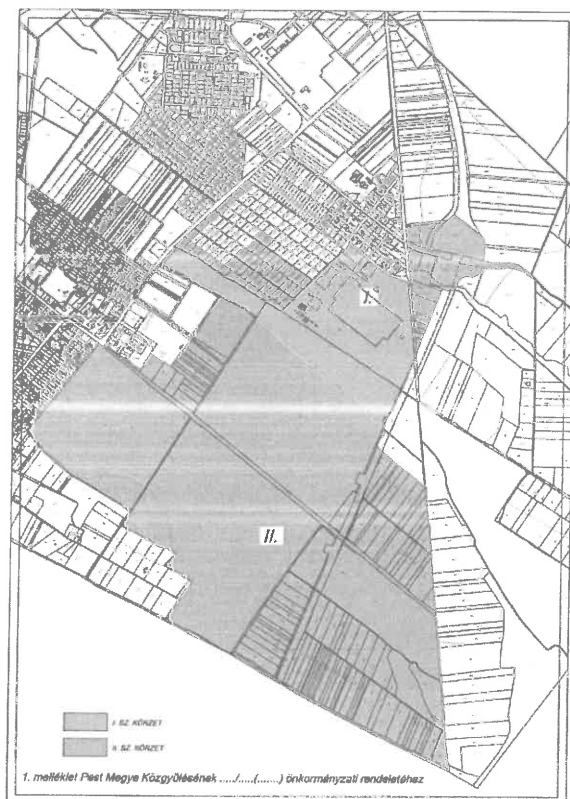 I.
II.
I. SZ. KÖRZET
II. SZ. KÖRZET
1. melléklet Pest Megye Közgyűlésének ...../.....(.......) önkormányzati rendeletéhez